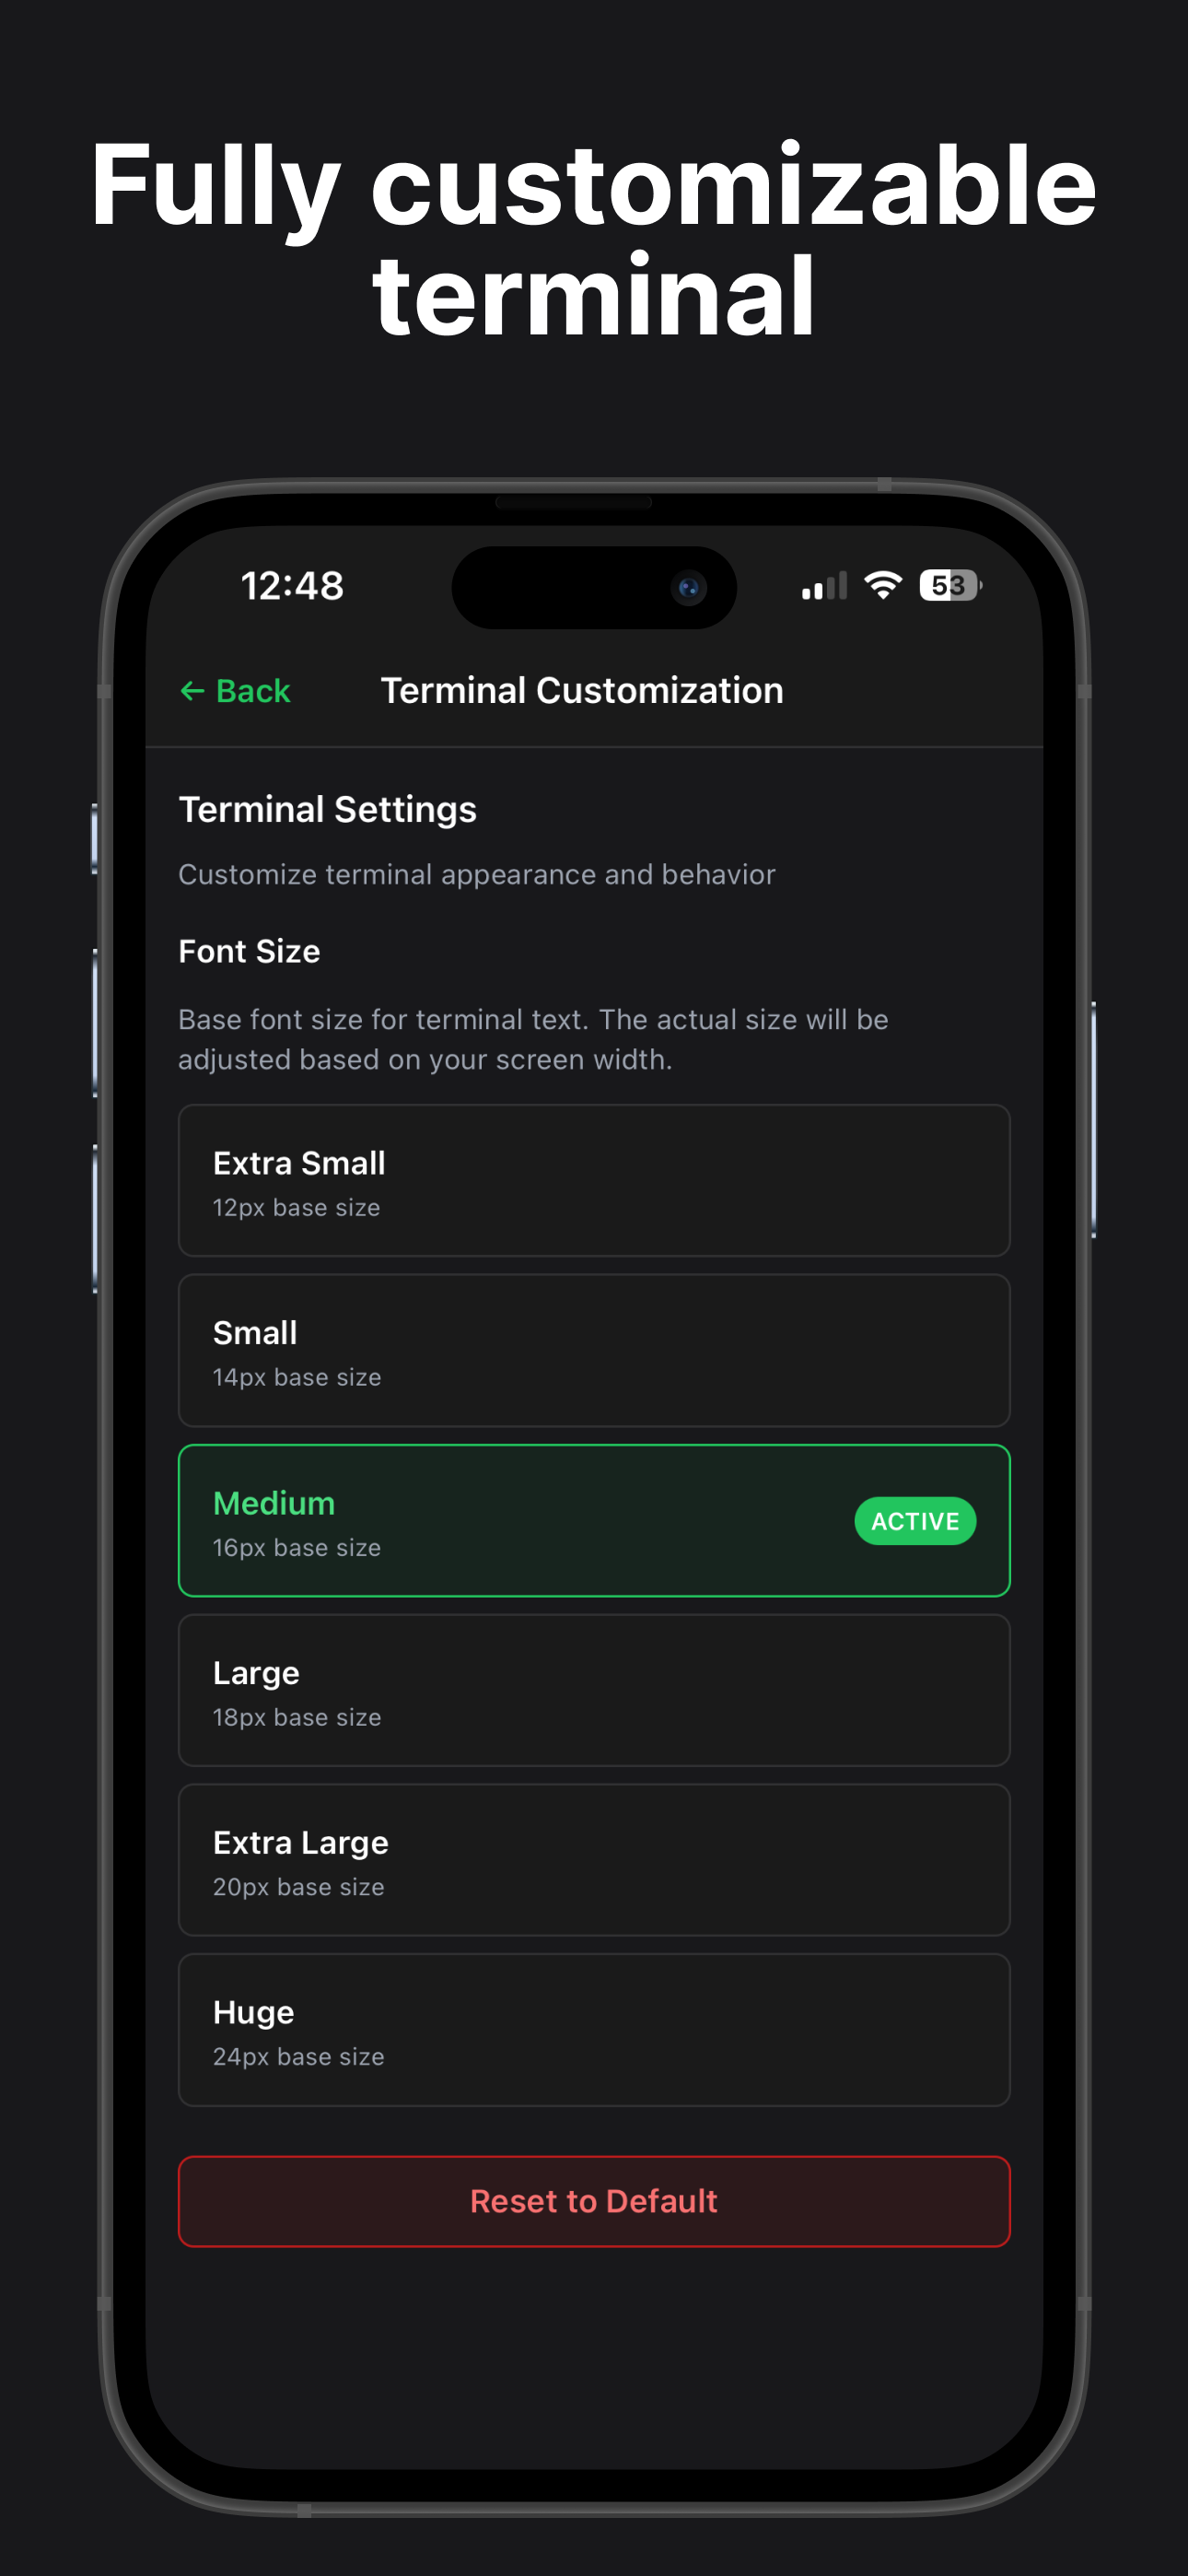 Fully customizable
terminal
12:48
53
← Back
Terminal Customization
Terminal Settings
Customize terminal appearance and behavior
Font Size
Base font size for terminal text. The actual size will be
adjusted based on your screen width.
Extra Small
12px base size
Small
14px base size
Medium
16px base size
ACTIVE
Large
18px base size
Extra Large
20px base size
Huge
24px base size
Reset to Default